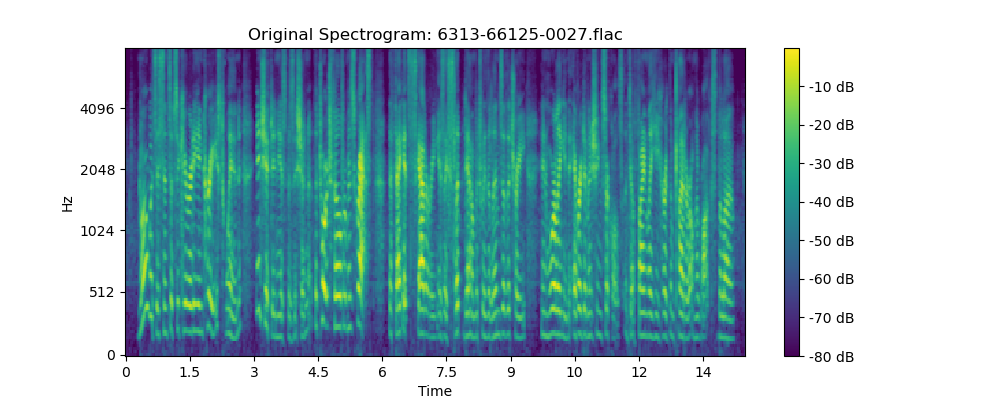 Original Spectrogram: 6313-66125-0027.flac
Hz
4096
2048
1024
512
0
0 1.5 3 4.5 6 7.5 9 10 12 14
Time
-10 dB
-20 dB
-30 dB
-40 dB
-50 dB
-60 dB
-70 dB
-80 dB